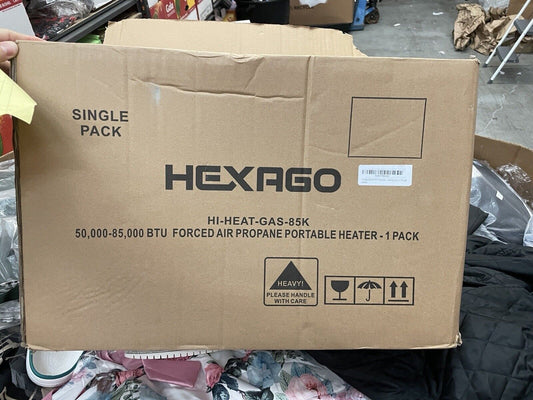 SINGLE
PACK
HEXAGO
HI-HEAT-GAS-85K
50,000-85,000 BTU FORCED AIR PROPANE PORTABLE HEATER - 1 PACK
HEAVY!
PLEASE HANDLE
WITH CARE